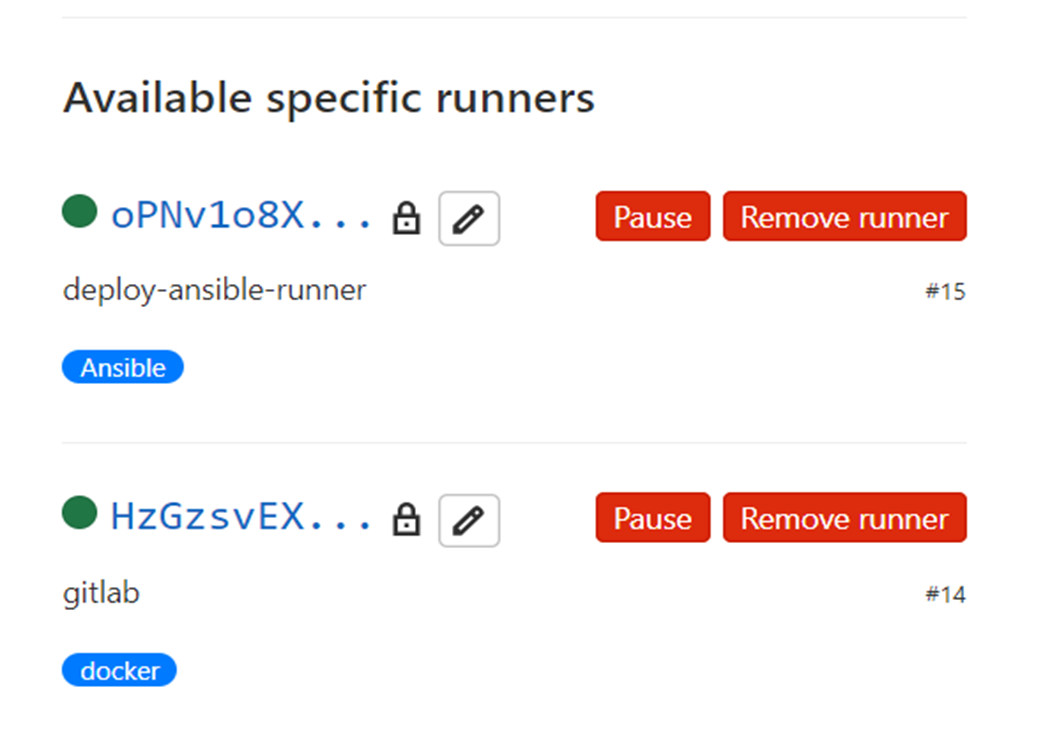 Available specific runners
oPNv1o8X... Pause Remove runner
deploy-ansible-runner #15
Ansible
HzGzsvEX... Pause Remove runner
gitlab #14
docker